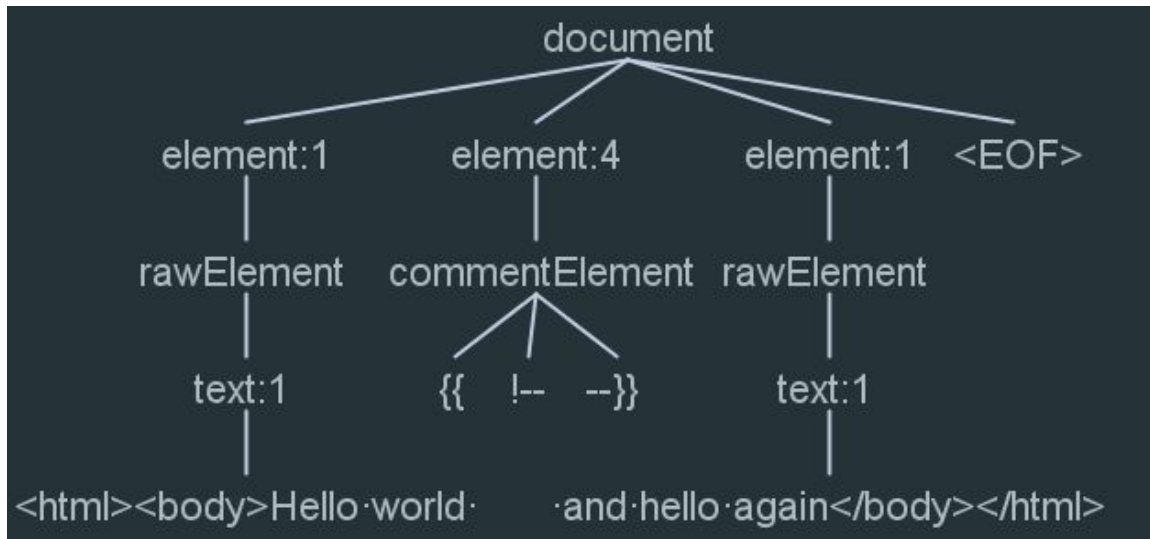 document
element:1 element:4 element:1 <EOF>
rawElement commentElement rawElement
text:1 {{ !-- --}} text:1
<html><body>Hello·world· ·and·hello·again</body></html>